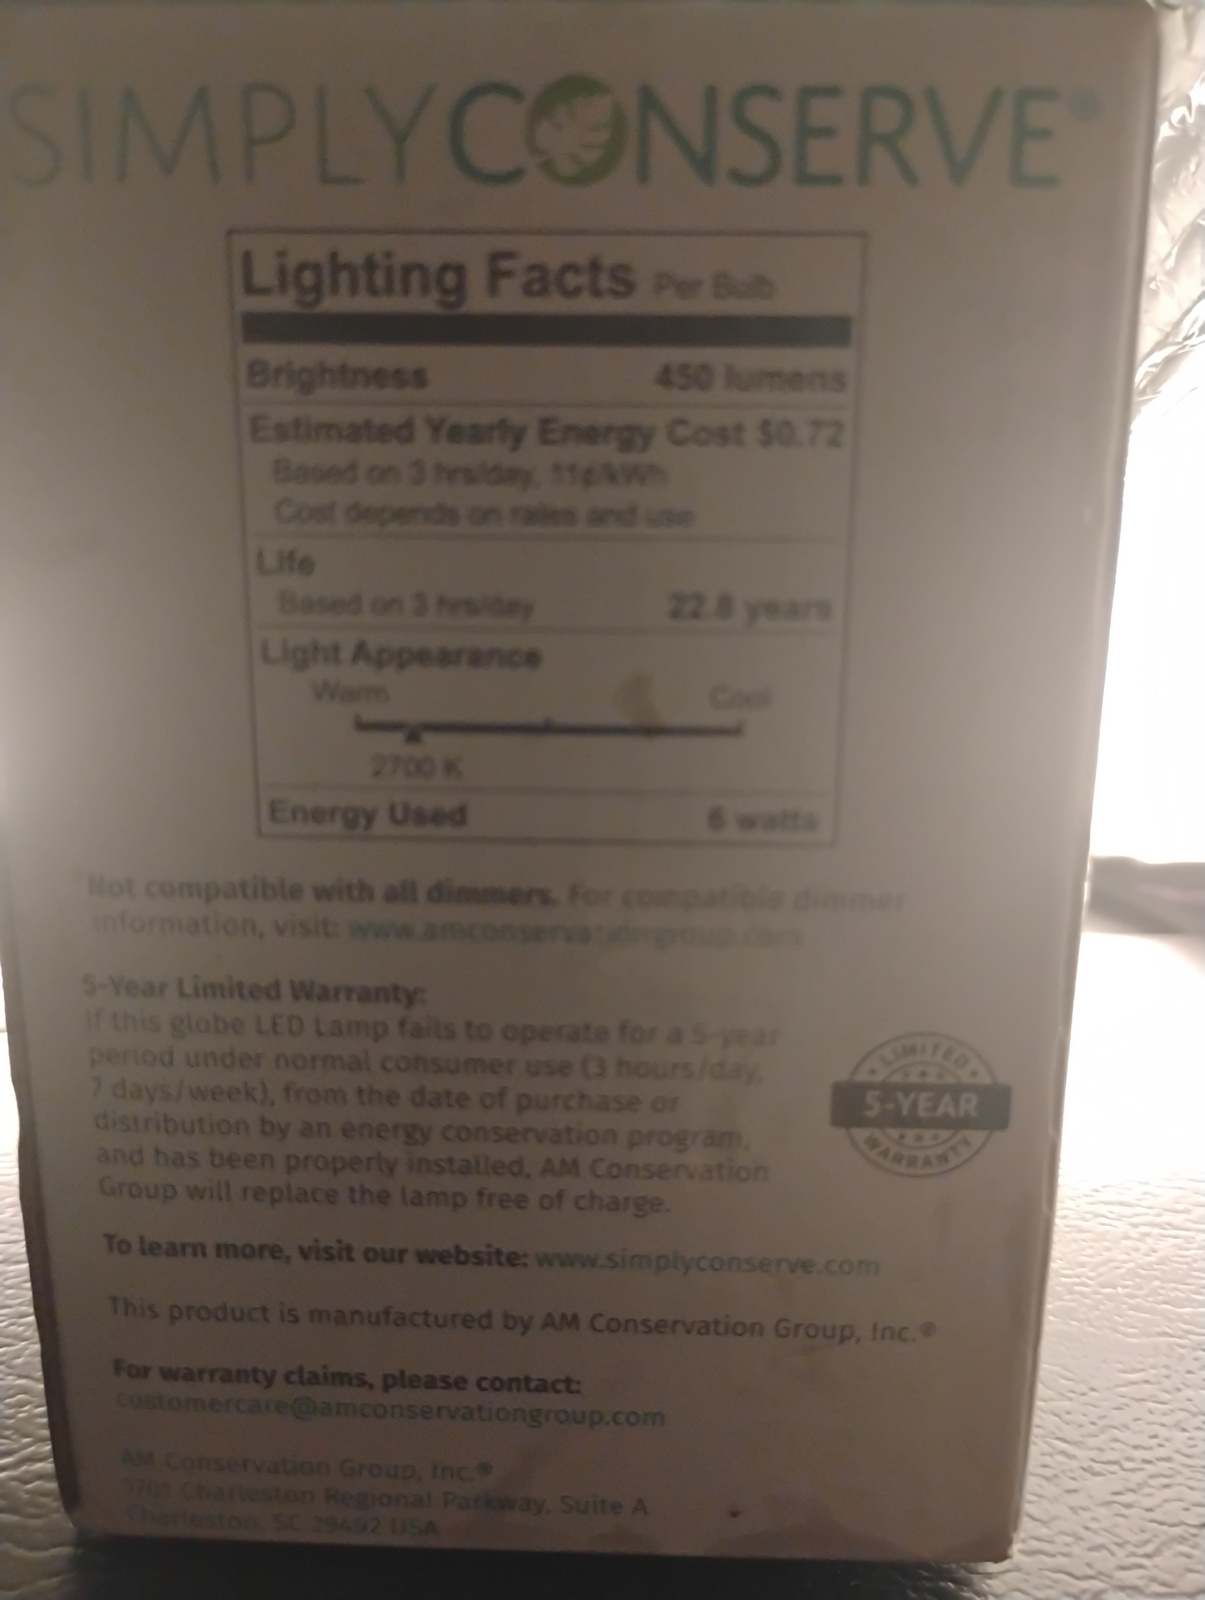 SIMPLYCONSERVE®
Lighting Facts Per Bulb
Brightness 450 lumens
Estimated Yearly Energy Cost $0.72
Based on 3 hrs/day, 11¢/kWh
Cost depends on rates and use
Life
Based on 3 hrs/day 22.8 years
Light Appearance
Warm Cool
2700 K
Energy Used 6 watts
*Not compatible with all dimmers. For compatible dimmer
information, visit: www.amconservationgroup.com
5-Year Limited Warranty:
If this globe LED Lamp fails to operate for a 5-year
period under normal consumer use (3 hours/day,
7 days/week), from the date of purchase or
distribution by an energy conservation program,
and has been properly installed, AM Conservation
Group will replace the lamp free of charge.
LIMITED
5-YEAR
WARRANTY
To learn more, visit our website: www.simplyconserve.com
This product is manufactured by AM Conservation Group, Inc.®
For warranty claims, please contact:
customercare@amconservationgroup.com
AM Conservation Group, Inc.®
1701 Charleston Regional Parkway, Suite A
Charleston, SC 29492 USA